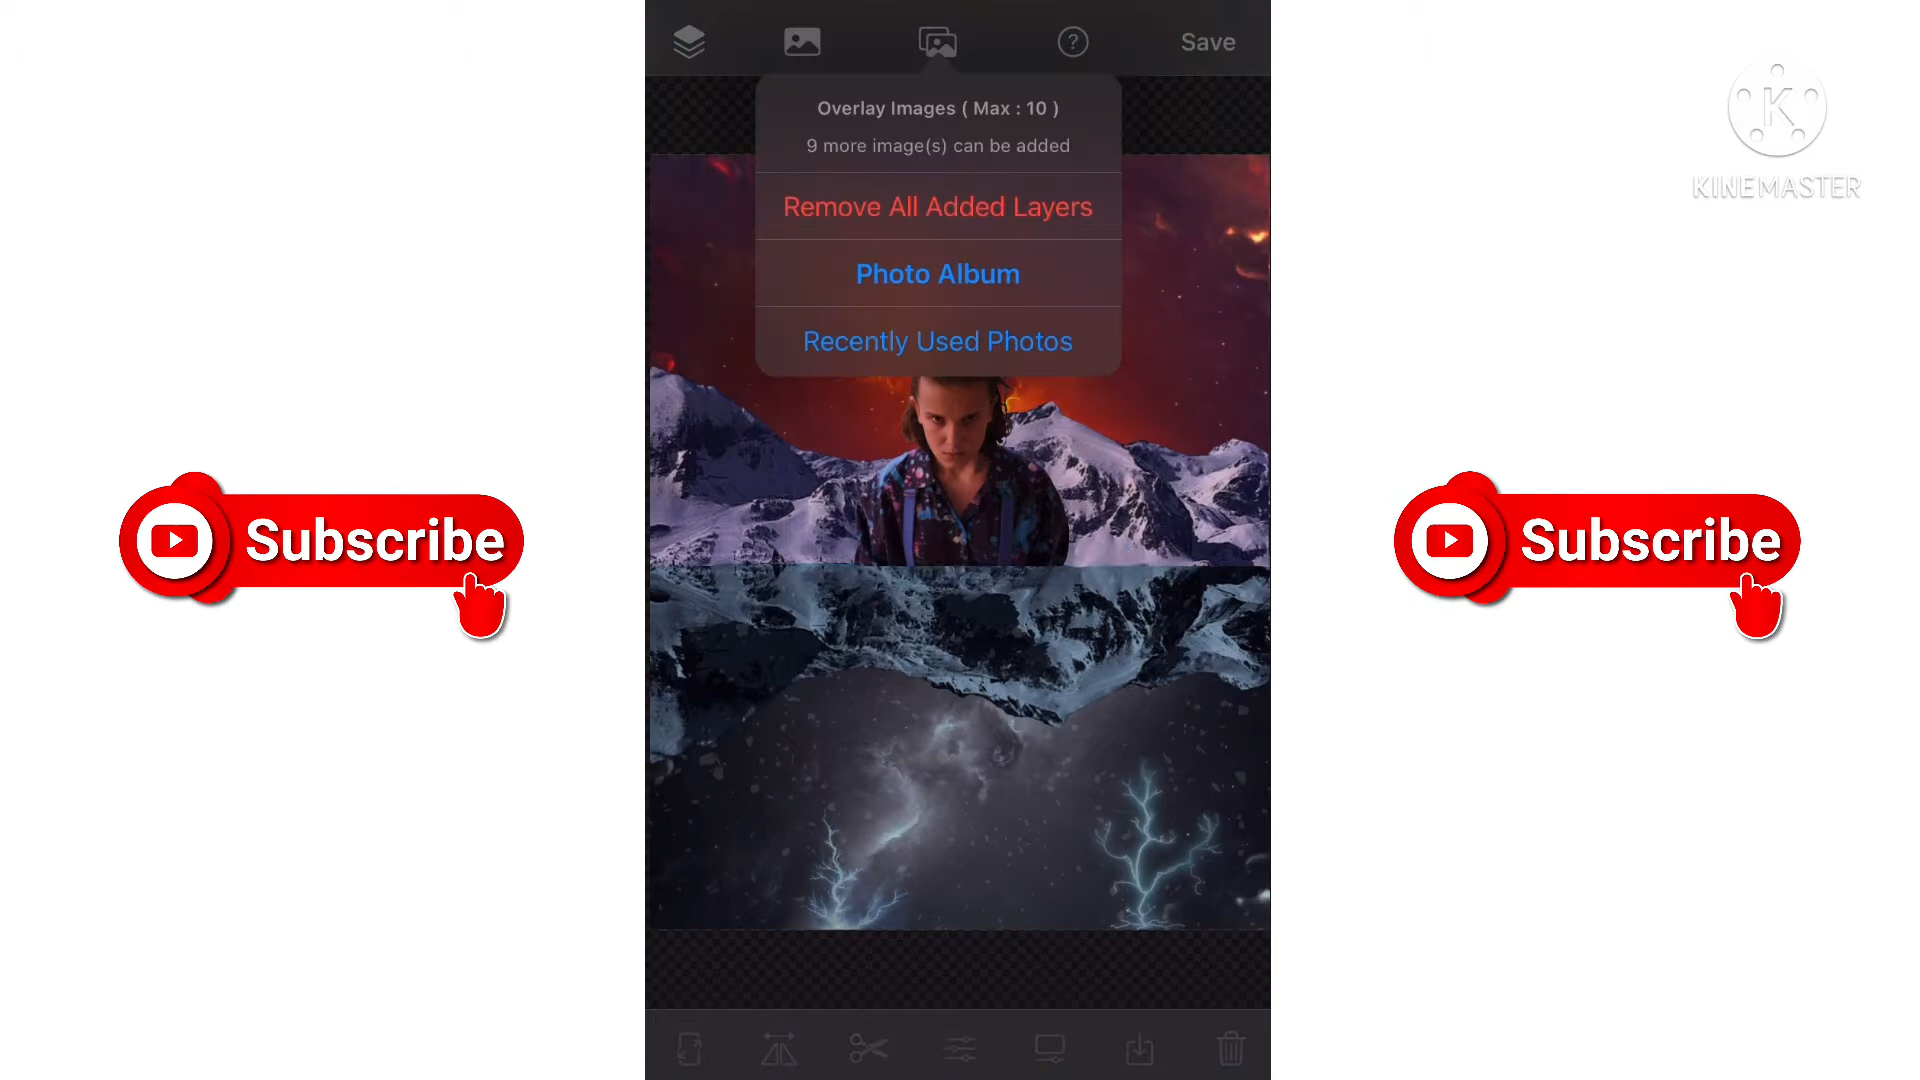 Save
Overlay Images ( Max : 10 )
9 more image(s) can be added
Remove All Added Layers
Photo Album
Recently Used Photos
K
KINEMASTER
Subscribe
Subscribe